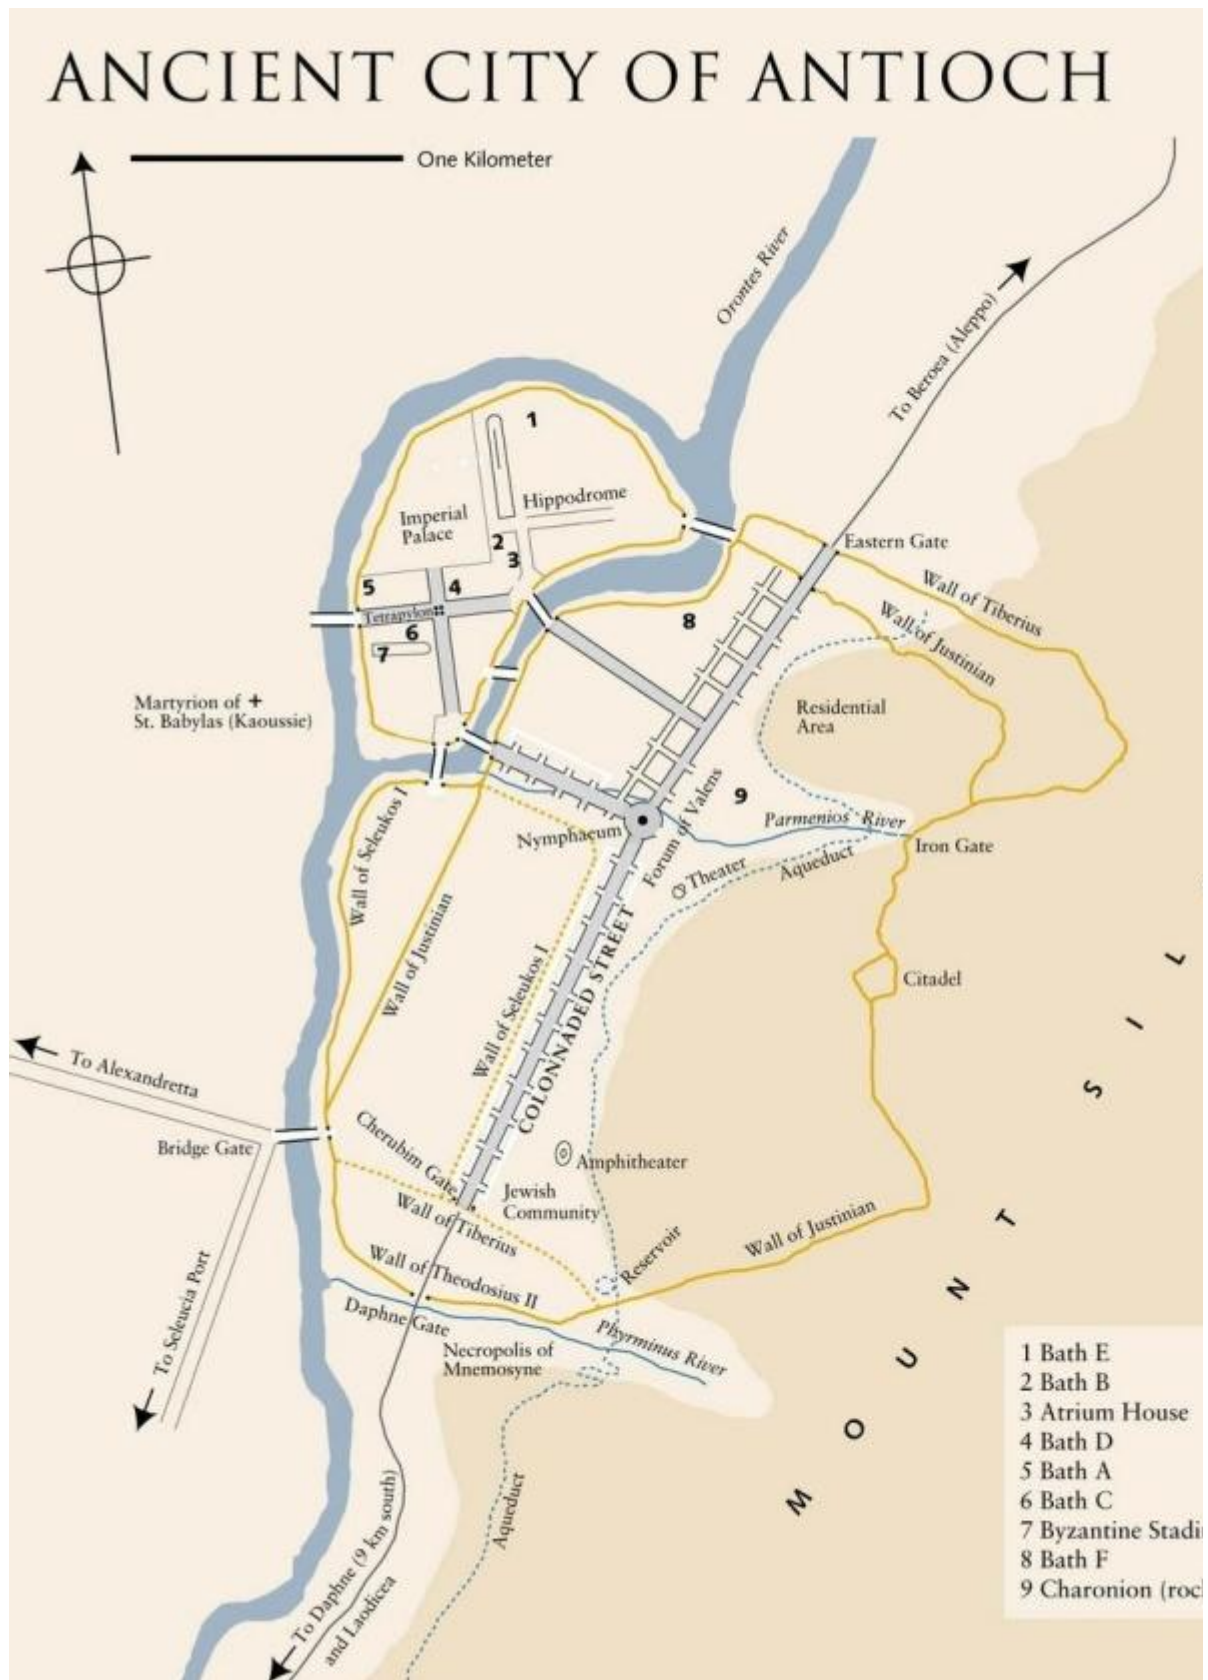 ANCIENT CITY OF ANTIOCH
One Kilometer
Orontes River
To Beroea (Aleppo)
1
Hippodrome
Imperial
Palace
2
3
Eastern Gate
Wall of Tiberius
5
4
Tetrapylon
6
7
8
Wall of Justinian
Martyrion of +
St. Babylas (Kaoussie)
Residential
Area
Wall of Seleukos I
9
Forum of Valens
Parmenios River
Nymphaeum
Iron Gate
Theater
Aqueduct
Wall of Justinian
Wall of Seleukos I
COLONNADED STREET
Citadel
To Alexandretta
Bridge Gate
Cherubim Gate
Amphitheater
Jewish
Community
Wall of Tiberius
Wall of Justinian
Reservoir
Wall of Theodosius II
To Seleucia Port
Daphne Gate
Phyrminus River
Necropolis of
Mnemosyne
MOUNT SIL
Aqueduct
To Daphne (9 km south)
and Laodicea
1 Bath E
2 Bath B
3 Atrium House
4 Bath D
5 Bath A
6 Bath C
7 Byzantine Stadi
8 Bath F
9 Charonion (roc